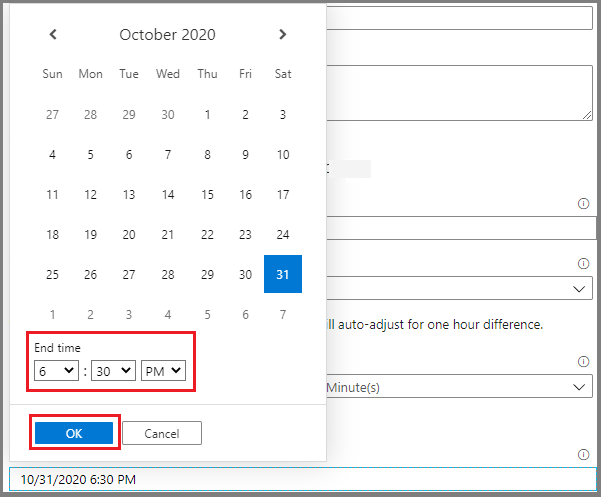 October 2020
Sun Mon Tue Wed Thu Fri Sat
27 28 29 30 1 2 3
4 5 6 7 8 9 10
11 12 13 14 15 16 17
18 19 20 21 22 23 24
25 26 27 28 29 30 31
1 2 3 4 5 6 7
ll auto-adjust for one hour difference.
End time
6 : 30 PM
Minute(s)
OK Cancel
10/31/2020 6:30 PM